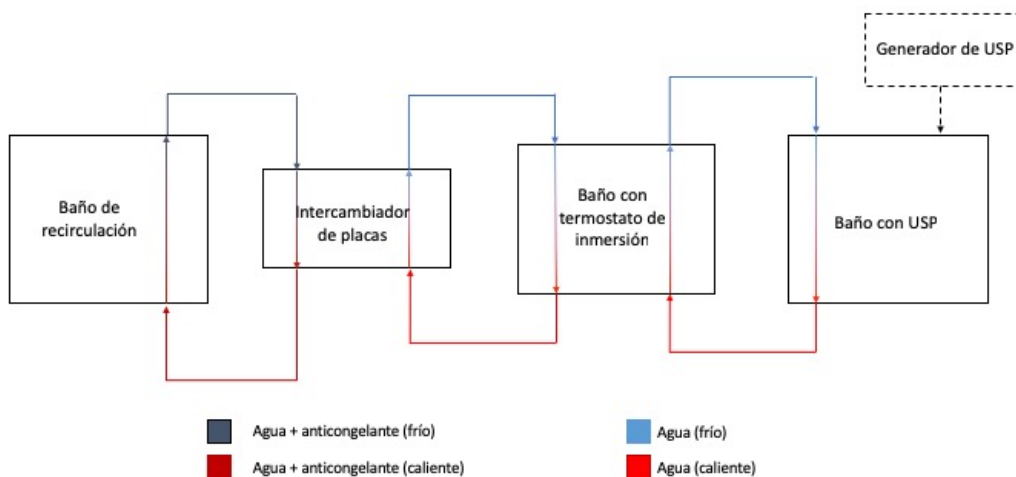 Generador de USP
Baño de
recirculación
Intercambiador
de placas
Baño con
termostato de
inmersión
Baño con USP
Agua + anticongelante (frío)
Agua (frío)
Agua + anticongelante (caliente)
Agua (caliente)